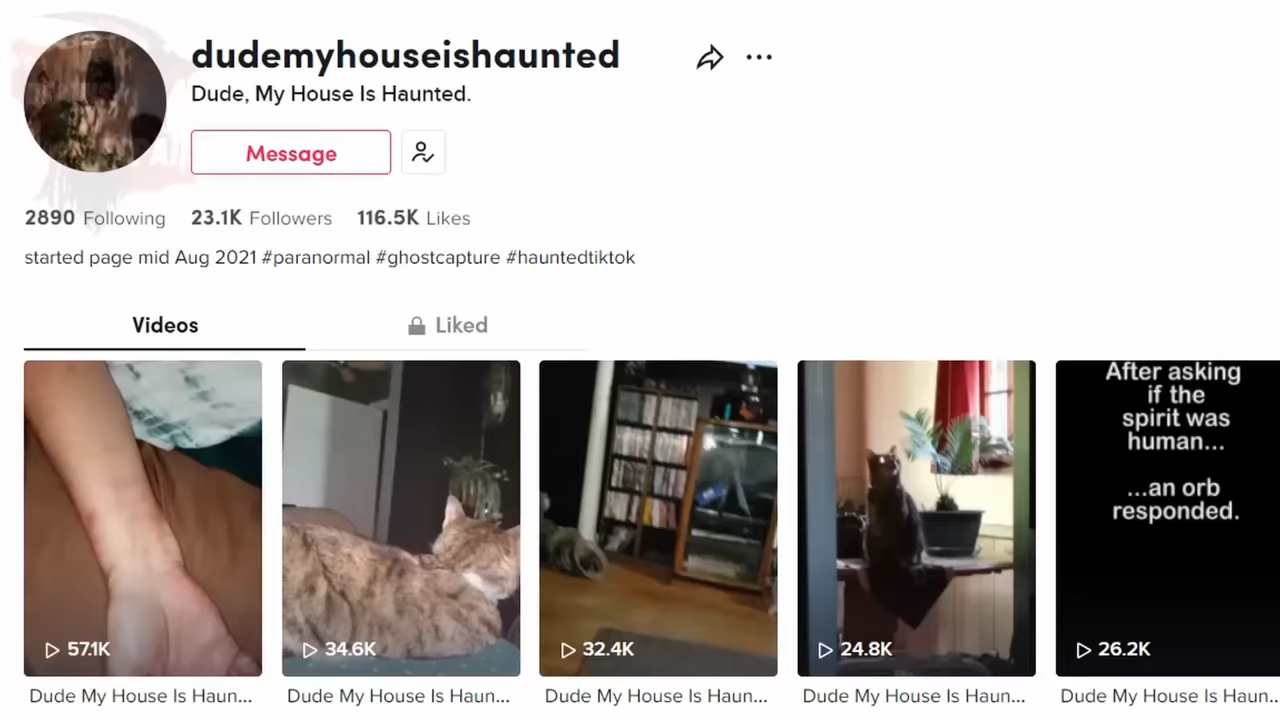 dudemyhouseishaunted
Dude, My House Is Haunted.
Message
2890 Following 23.1K Followers 116.5K Likes
started page mid Aug 2021 #paranormal #ghostcapture #hauntedtiktok
Videos Liked
After asking
if the
spirit was
human...
...an orb
responded.
57.1K 34.6K 32.4K 24.8K 26.2K
Dude My House Is Haun... Dude My House Is Haun... Dude My House Is Haun... Dude My House Is Haun... Dude My House Is Haun..